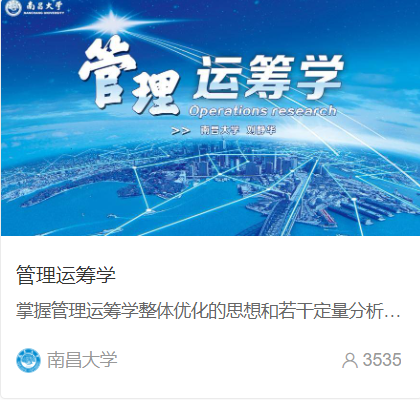 南昌大学
NANCHANG UNIVERSITY
管理运筹学
Operations research
>> 南昌大学 刘静华
管理运筹学
掌握管理运筹学整体优化的思想和若干定量分析…
南昌大学
3535